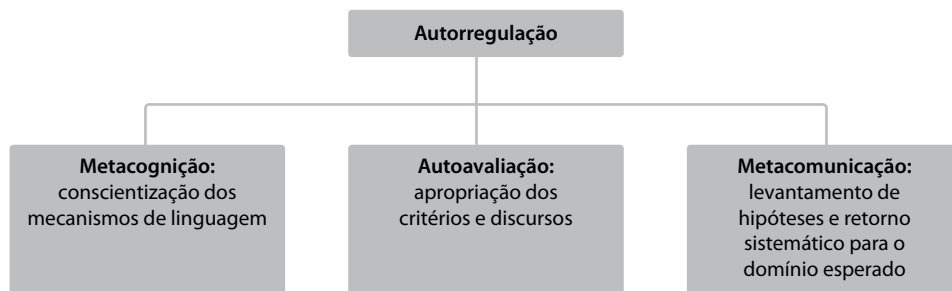 Autorregulação
Metacognição:
conscientização dos
mecanismos de linguagem
Autoavaliação:
apropriação dos
critérios e discursos
Metacomunicação:
levantamento de
hipóteses e retorno
sistemático para o
domínio esperado